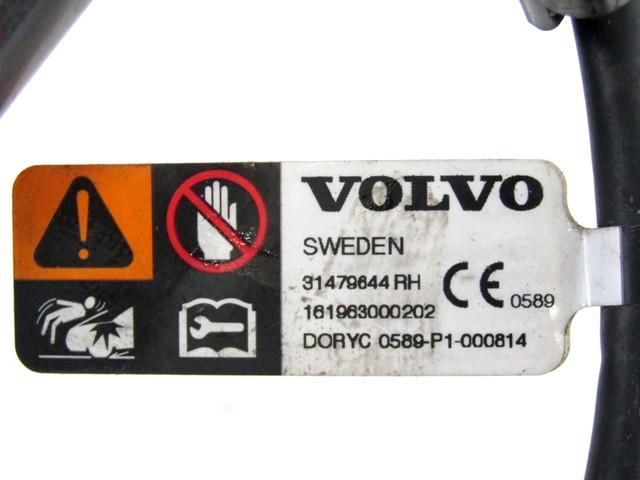 VOLVO
SWEDEN
31479644 RH
161963000202
DORYC 0589-P1-000814
CE 0589